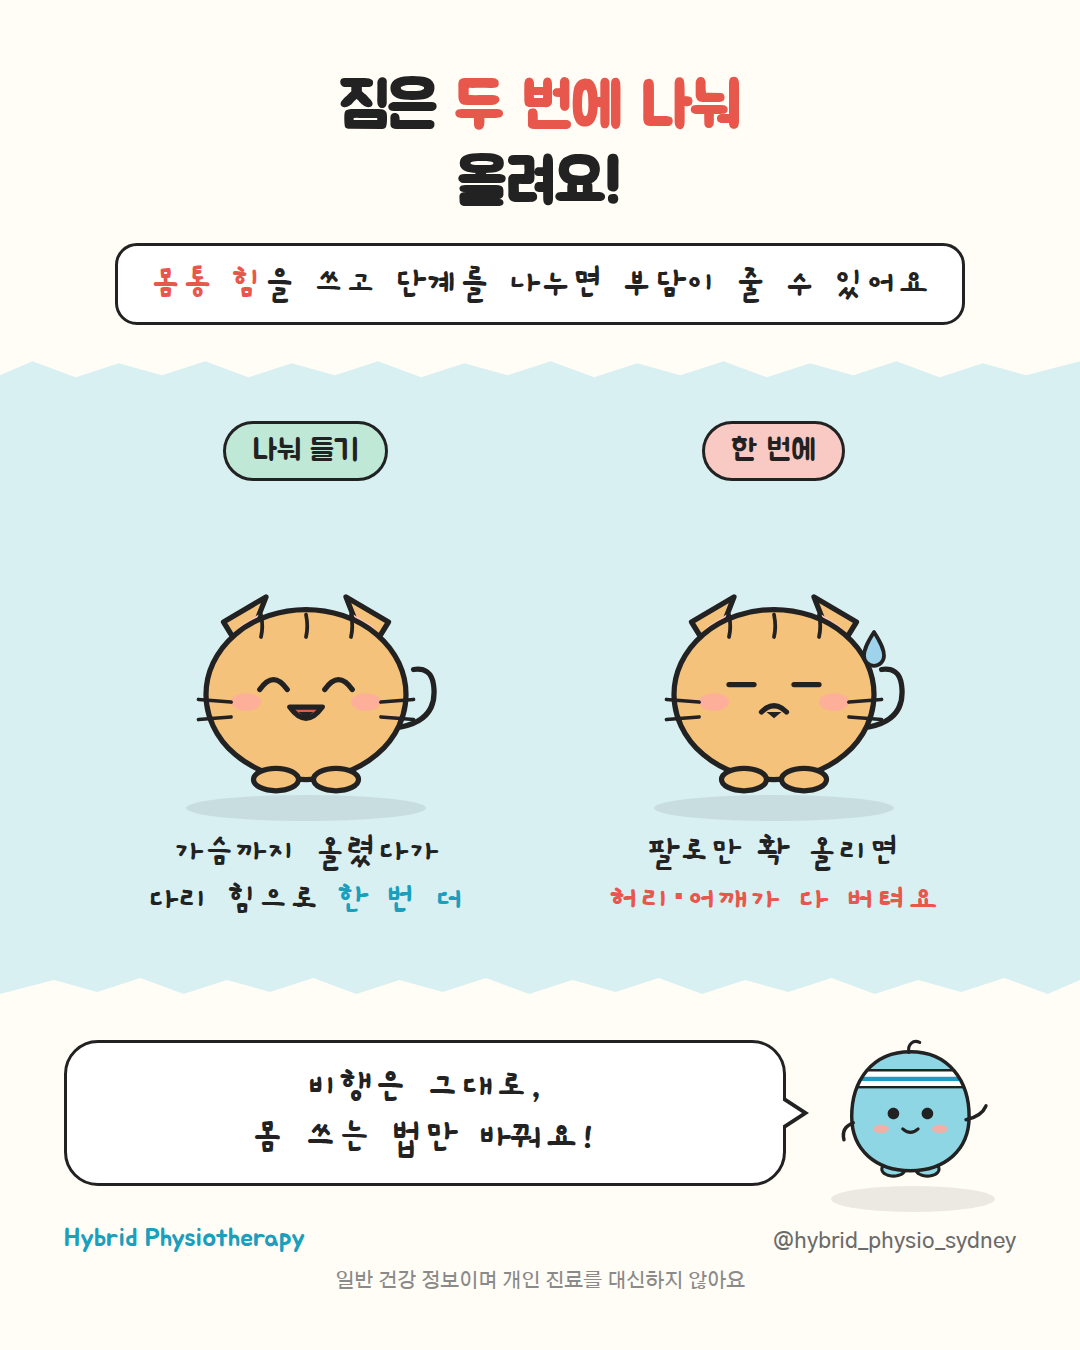 짐은 두 번에 나눠
올려요!
몸통 힘을 쓰고 단계를 나누면 부담이 줄 수 있어요
나눠 들기
한 번에
가슴까지 올렸다가
다리 힘으로 한 번 더
팔로만 확 올리면
허리·어깨가 다 버텨요
비행은 그대로,
몸 쓰는 법만 바꿔요!
Hybrid Physiotherapy
@hybrid_physio_sydney
일반 건강 정보이며 개인 진료를 대신하지 않아요